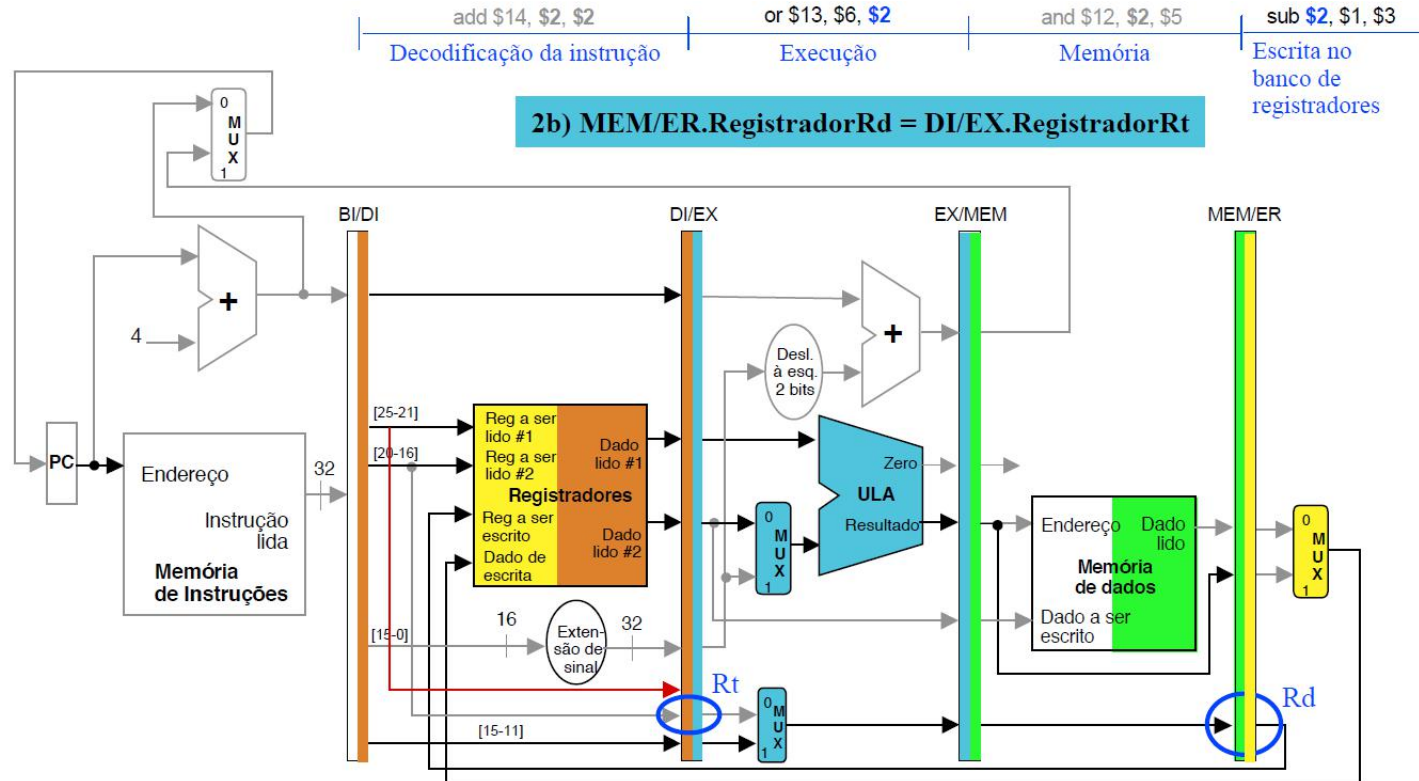 add $14, $2, $2
or $13, $6, $2
and $12, $2, $5
sub $2, $1, $3
Decodificação da instrução
Execução
Memória
Escrita no
banco de
registradores
2b) MEM/ER.RegistradorRd = DI/EX.RegistradorRt
0
M
U
X
1
BI/DI
DI/EX
EX/MEM
MEM/ER
+
4
+
Desl.
à esq.
2 bits
PC
Endereço
Instrução
lida
Memória
de Instruções
32
[25-21]
[20-16]
Reg a ser
lido #1
Reg a ser
lido #2
Registradores
Reg a ser
escrito
Dado de
escrita
Dado
lido #1
Dado
lido #2
0
M
U
X
1
Zero
ULA
Resultado
Endereço
Dado
lido
Memória
de dados
Dado a ser
escrito
0
M
U
X
1
[15-0]
16
Exten-
são de
sinal
32
Rt
0
M
U
X
1
Rd
[15-11]